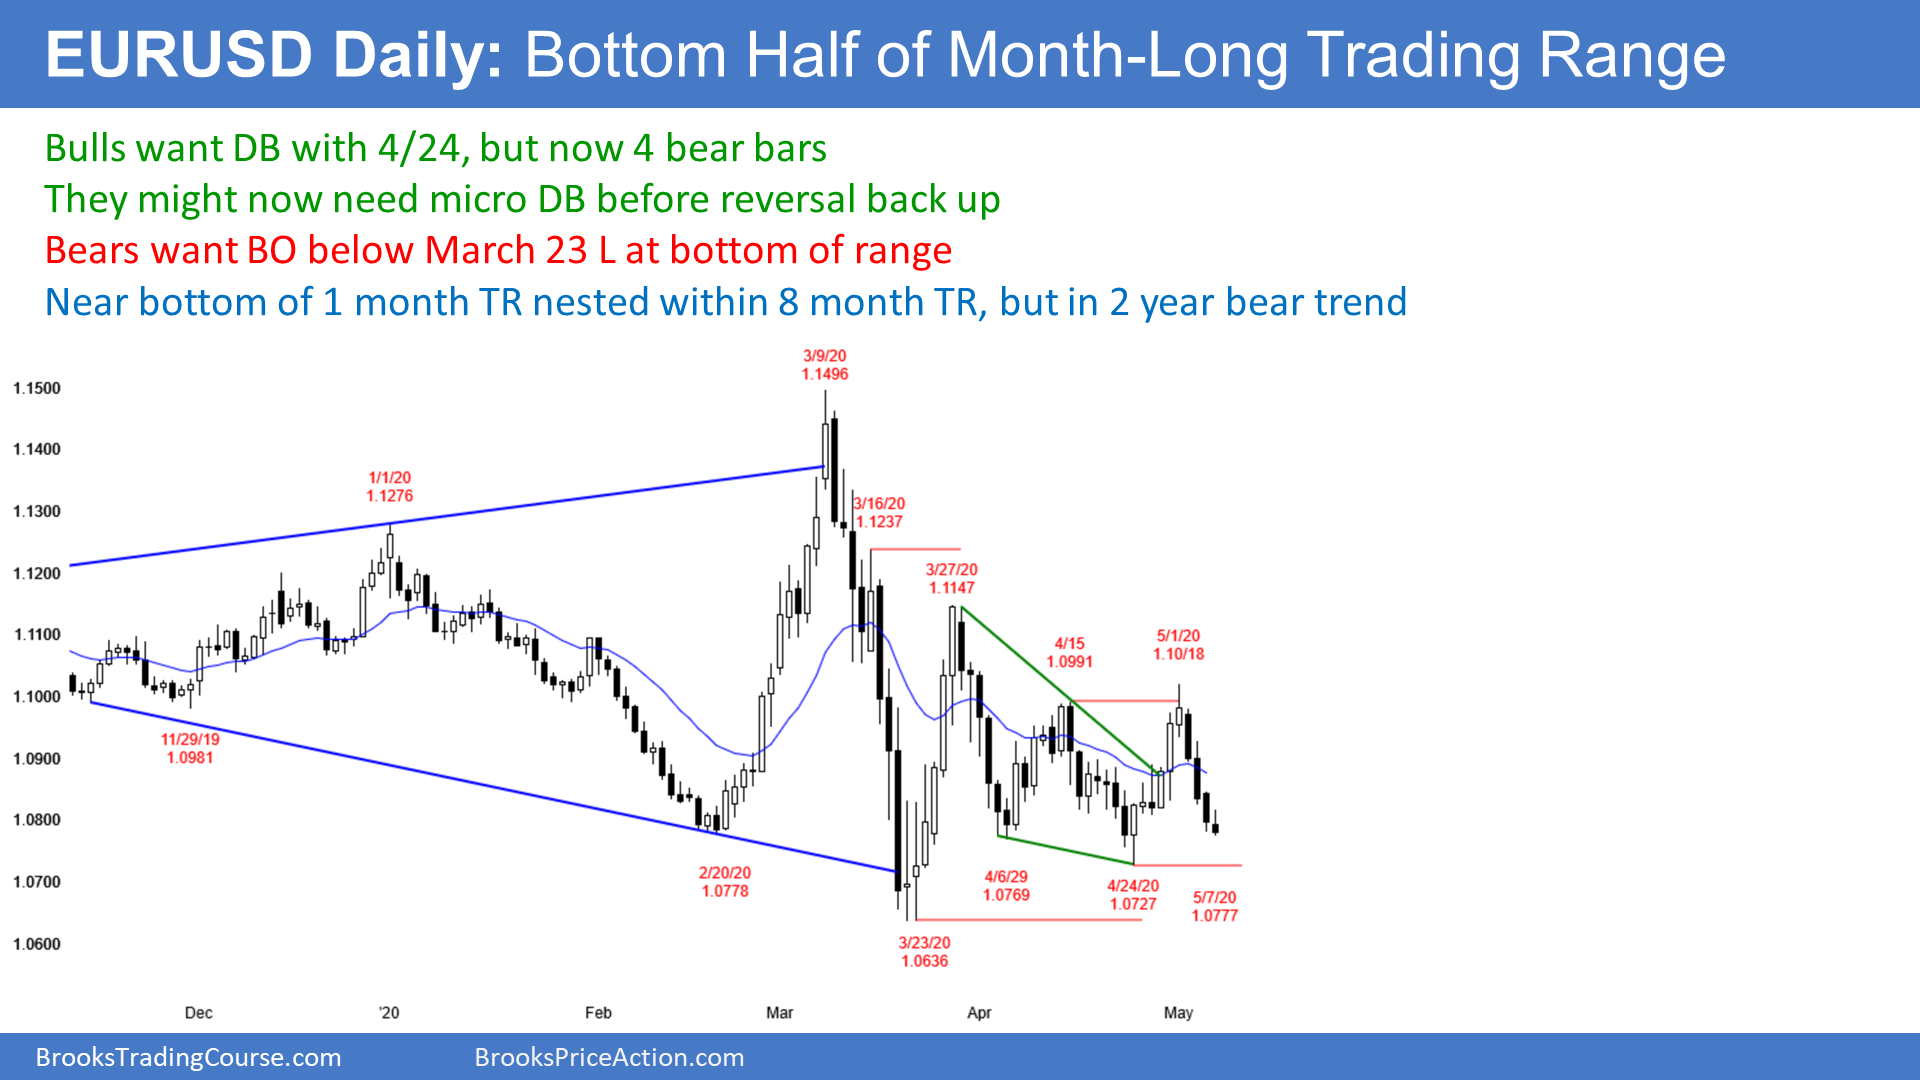 EURUSD Daily: Bottom Half of Month-Long Trading Range
Bulls want DB with 4/24, but now 4 bear bars
They might now need micro DB before reversal back up
Bears want BO below March 23 L at bottom of range
Near bottom of 1 month TR nested within 8 month TR, but in 2 year bear trend
3/9/20
1.1496
1.1500
1.1400
1/1/20
1.1276
3/16/20
1.1237
1.1300
3/27/20
1.1147
1.1200
1.1100
4/15
1.0991
5/1/20
1.10/18
1.1000
11/29/19
1.0981
1.0900
1.0800
2/20/20
1.0778
4/6/29
1.0769
4/24/20
1.0727
5/7/20
1.0777
1.0700
3/23/20
1.0636
1.0600
Dec
'20
Feb
Mar
Apr
May
BrooksTradingCourse.com
BrooksPriceAction.com